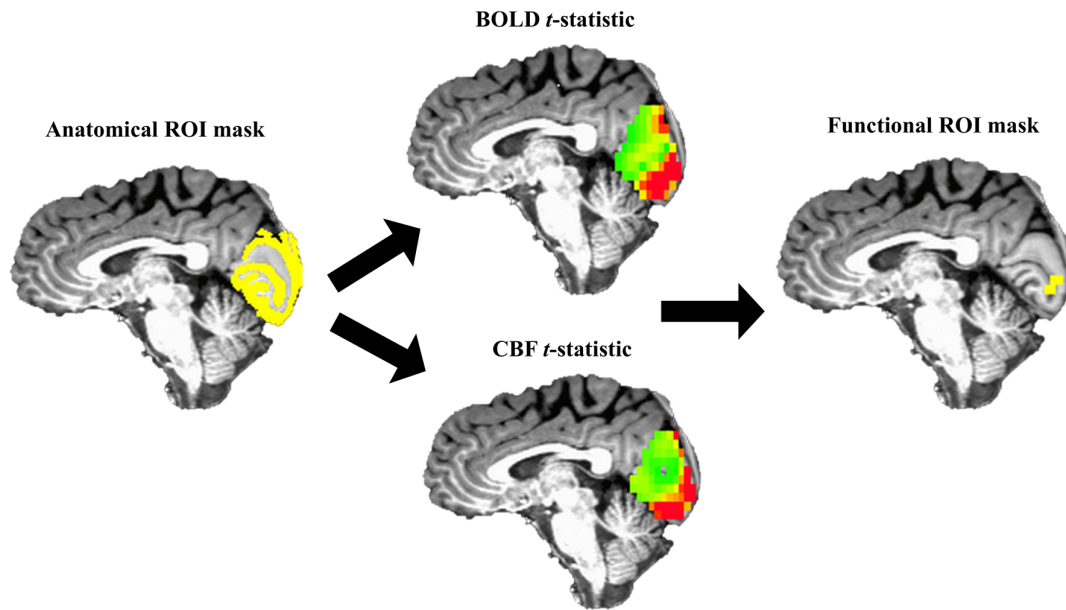 BOLD t-statistic
Anatomical ROI mask
Functional ROI mask
CBF t-statistic